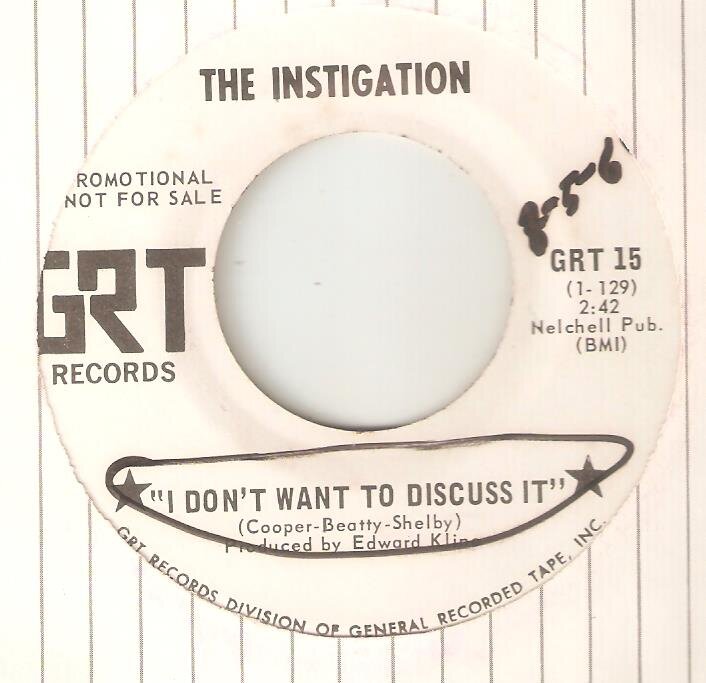 THE INSTIGATION
ROMOTIONAL
NOT FOR SALE
8-5-6
GRT
RECORDS
GRT 15
(1-129)
2:42
Nelchell Pub.
(BMI)
"I DON'T WANT TO DISCUSS IT"
(Cooper-Beatty-Shelby)
Produced by Edward Kline
GRT RECORDS DIVISION OF GENERAL RECORDED TAPE, INC.